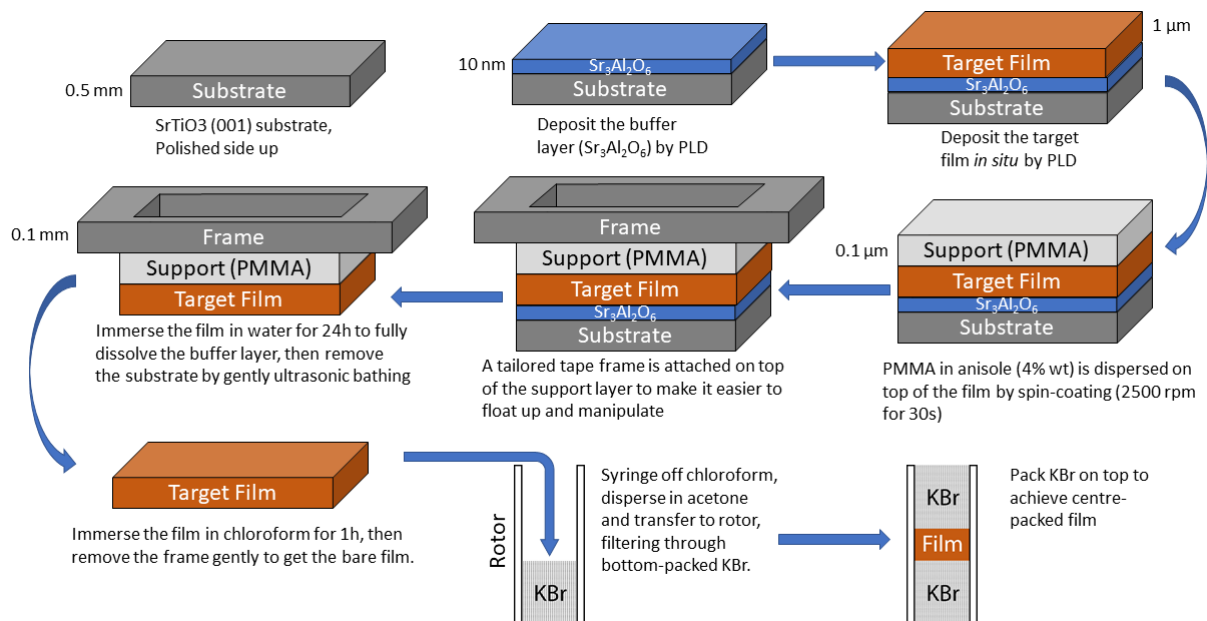 0.5 mm
Substrate
SrTiO3 (001) substrate,
Polished side up
10 nm
Sr₃Al₂O₆
Substrate
Deposit the buffer
layer (Sr₃Al₂O₆) by PLD
1 µm
Target Film
Sr₃Al₂O₆
Substrate
Deposit the target
film in situ by PLD
0.1 µm
Support (PMMA)
Target Film
Sr₃Al₂O₆
Substrate
PMMA in anisole (4% wt) is dispersed on
top of the film by spin-coating (2500 rpm
for 30s)
Frame
Support (PMMA)
Target Film
Sr₃Al₂O₆
Substrate
A tailored tape frame is attached on top
of the support layer to make it easier to
float up and manipulate
0.1 mm
Frame
Support (PMMA)
Target Film
Immerse the film in water for 24h to fully
dissolve the buffer layer, then remove
the substrate by gently ultrasonic bathing
Target Film
Immerse the film in chloroform for 1h, then
remove the frame gently to get the bare film.
Rotor
KBr
Syringe off chloroform,
disperse in acetone
and transfer to rotor,
filtering through
bottom-packed KBr.
KBr
Film
KBr
Pack KBr on top to
achieve centre-
packed film